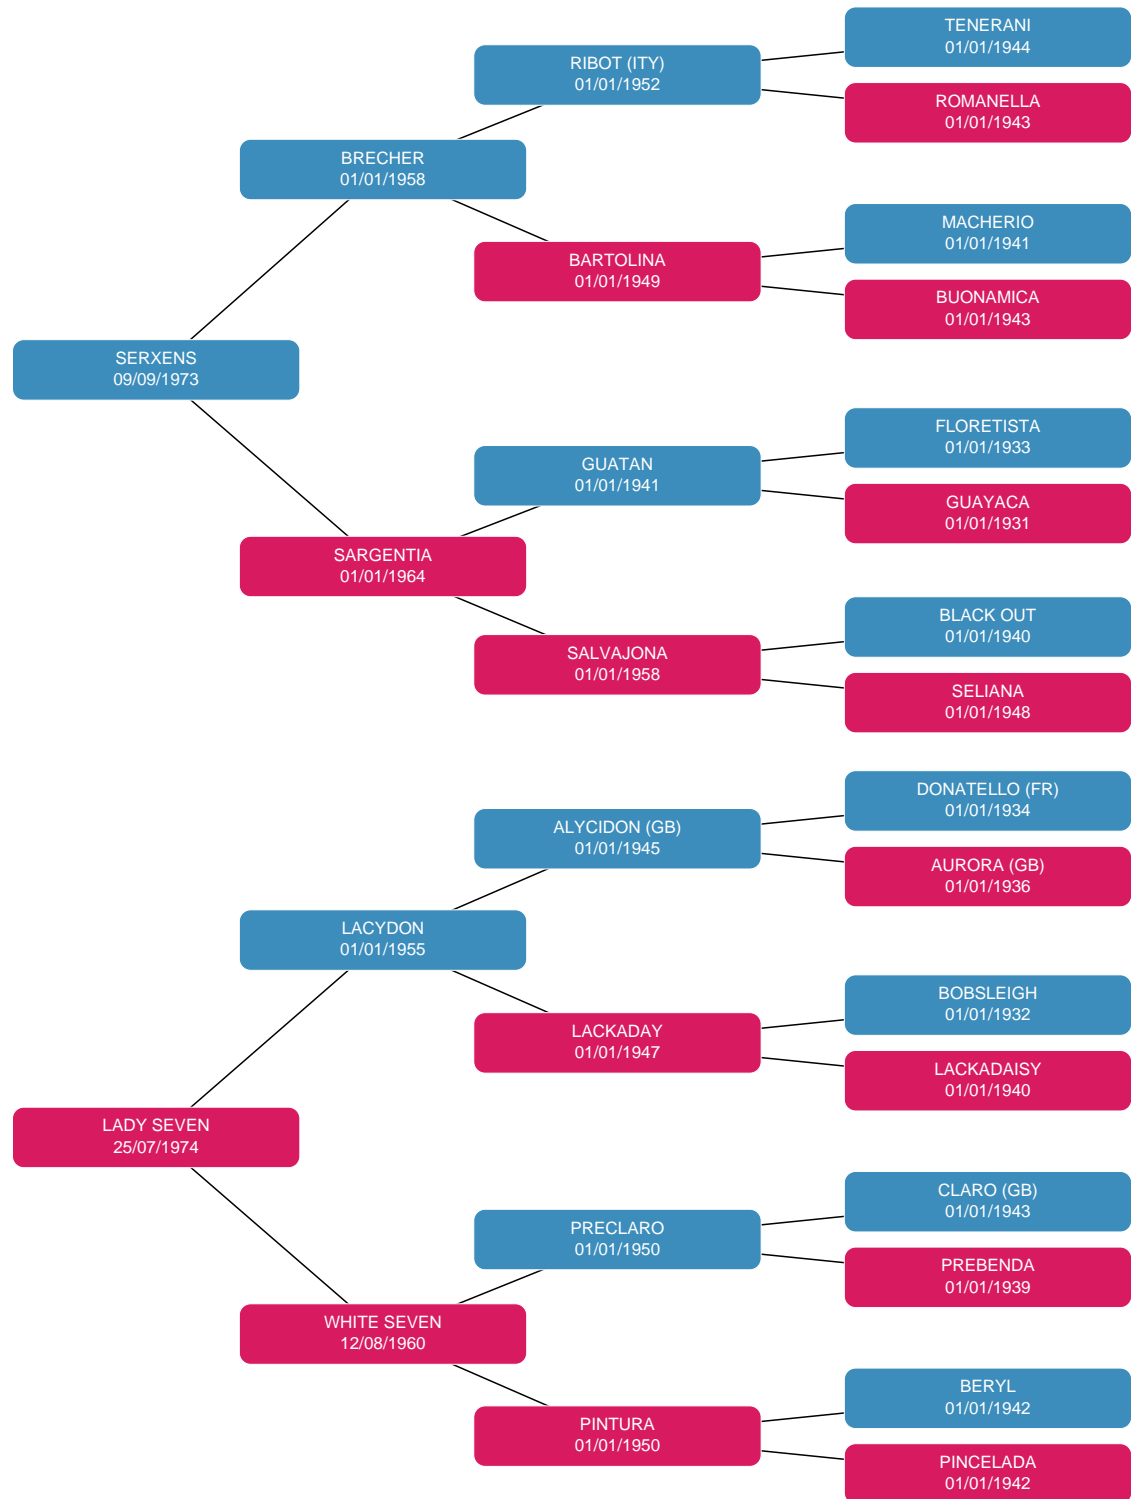 TENERANI
01/01/1944
RIBOT (ITY)
01/01/1952
ROMANELLA
01/01/1943
BRECHER
01/01/1958
MACHERIO
01/01/1941
BARTOLINA
01/01/1949
BUONAMICA
01/01/1943
SERXENS
09/09/1973
FLORETISTA
01/01/1933
GUATAN
01/01/1941
GUAYACA
01/01/1931
SARGENTIA
01/01/1964
BLACK OUT
01/01/1940
SALVAJONA
01/01/1958
SELIANA
01/01/1948
DONATELLO (FR)
01/01/1934
ALYCIDON (GB)
01/01/1945
AURORA (GB)
01/01/1936
LACYDON
01/01/1955
BOBSLEIGH
01/01/1932
LACKADAY
01/01/1947
LACKADAISY
01/01/1940
LADY SEVEN
25/07/1974
CLARO (GB)
01/01/1943
PRECLARO
01/01/1950
PREBENDA
01/01/1939
WHITE SEVEN
12/08/1960
BERYL
01/01/1942
PINTURA
01/01/1950
PINCELADA
01/01/1942